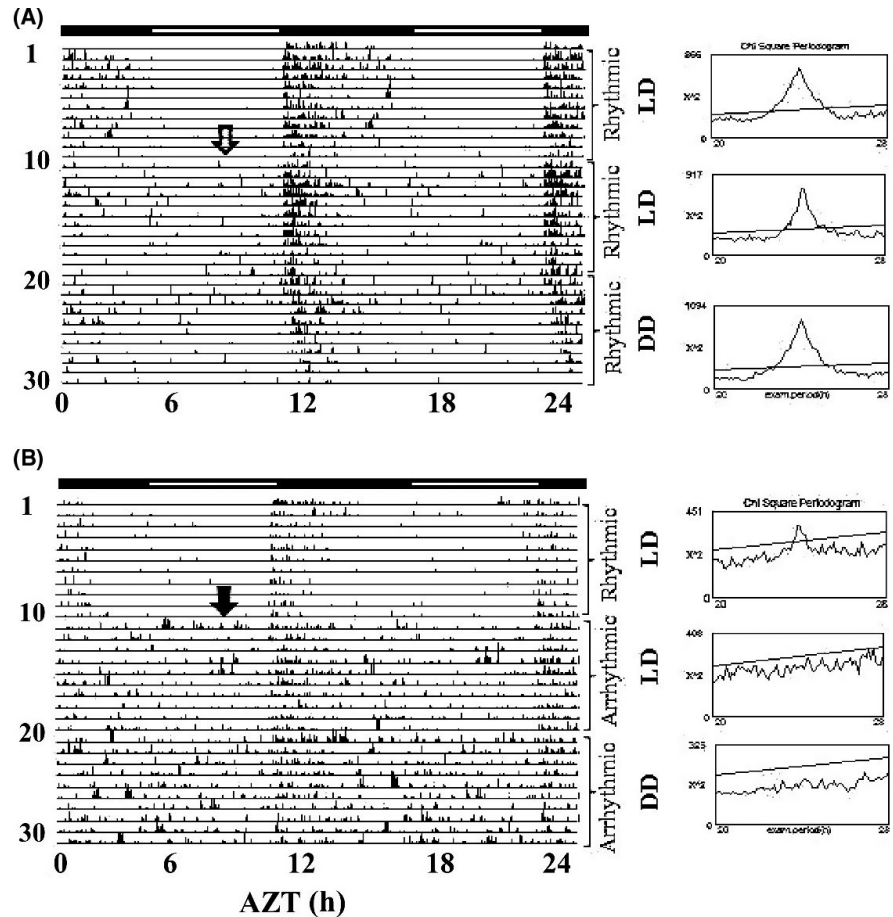 (A)
1
10
20
30
0 6 12 18 24
Rhythmic
LD
Rhythmic
LD
Rhythmic
DD
Chi Square Periodogram
X^2
0
20 28
917
X^2
0
20 28
1094
X^2
0
20 28
exam.period(h)
(B)
1
10
20
30
0 6 12 18 24
AZT (h)
Rhythmic
LD
Arrhythmic
LD
Arrhythmic
DD
Chi Square Periodogram
451
X^2
0
20 28
408
X^2
0
20 28
X^2
0
20 28
exam.period(h)